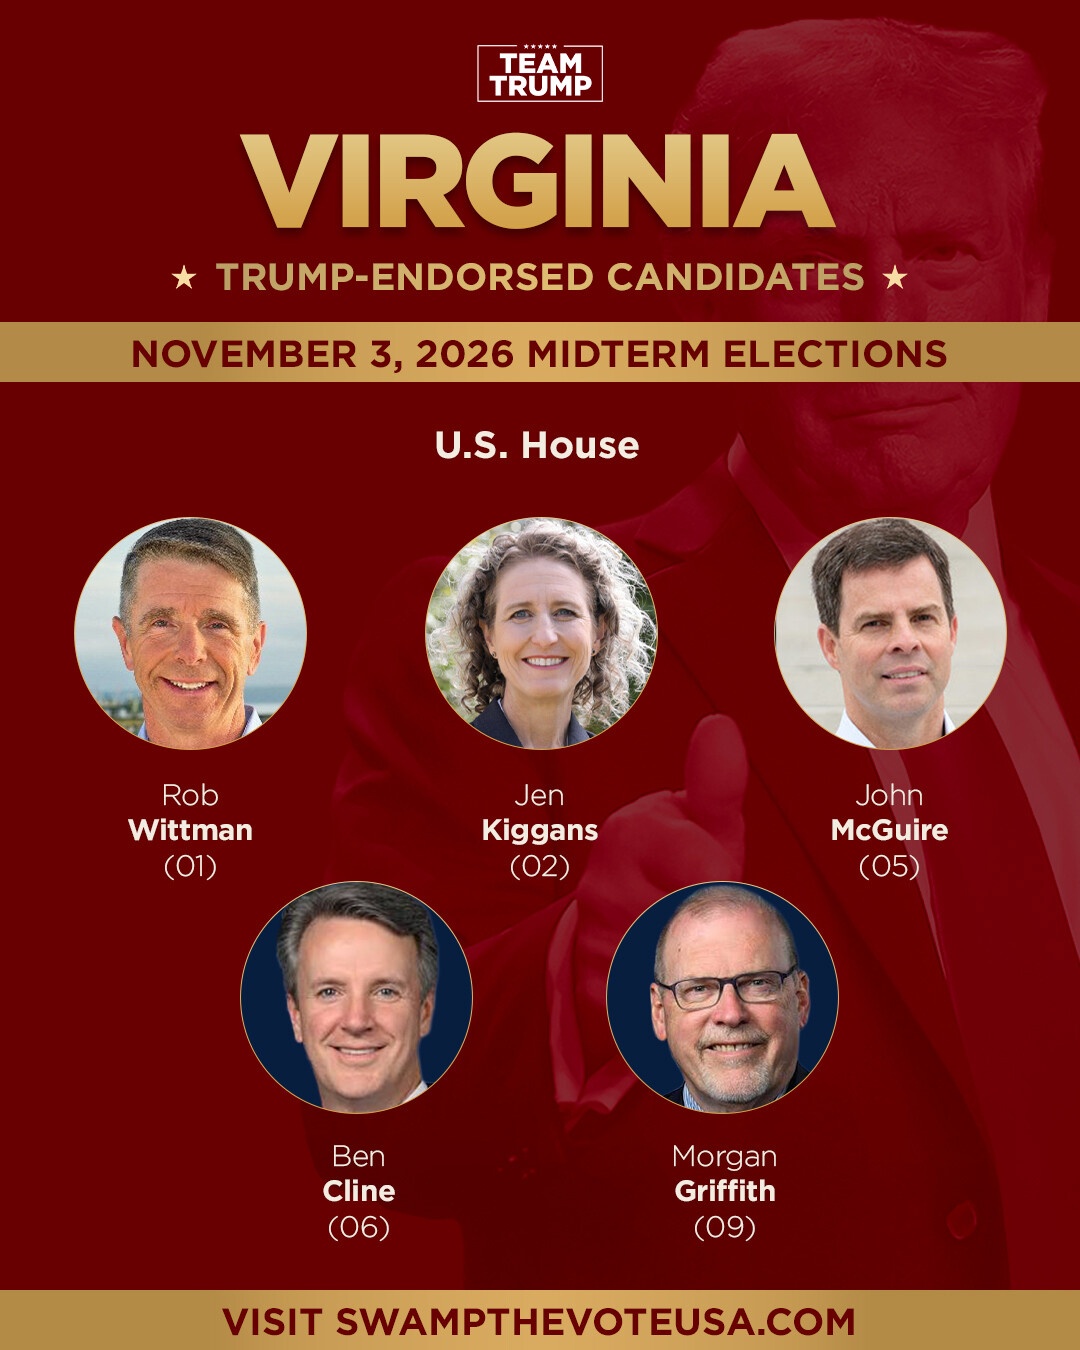 TEAM
TRUMP
VIRGINIA
TRUMP-ENDORSED CANDIDATES
NOVEMBER 3, 2026 MIDTERM ELECTIONS
U.S. House
Rob
Wittman
(01)
Jen
Kiggans
(02)
John
McGuire
(05)
Ben
Cline
(06)
Morgan
Griffith
(09)
VISIT SWAMPTHEVOTEUSA.COM